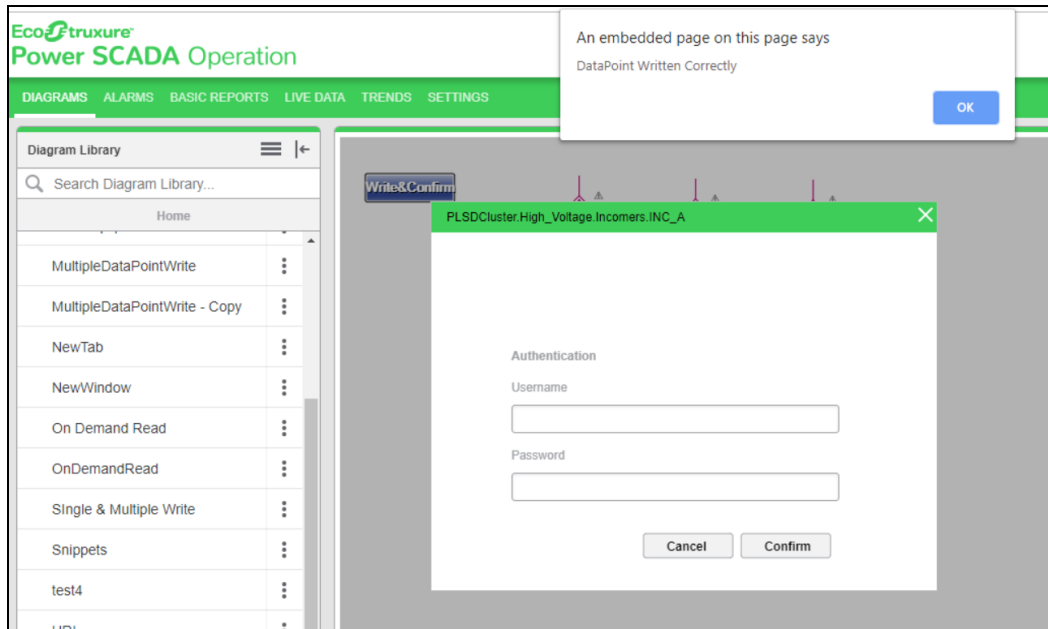 EcoStruxure
Power SCADA Operation
An embedded page on this page says
DataPoint Written Correctly
OK
DIAGRAMS ALARMS BASIC REPORTS LIVE DATA TRENDS SETTINGS
Diagram Library
Search Diagram Library...
Home
MultipleDataPointWrite
MultipleDataPointWrite - Copy
NewTab
NewWindow
On Demand Read
OnDemandRead
SIngle & Multiple Write
Snippets
test4
Write&Confirm
PLSDCluster.High_Voltage.Incomers.INC_A
Authentication
Username
Password
Cancel Confirm